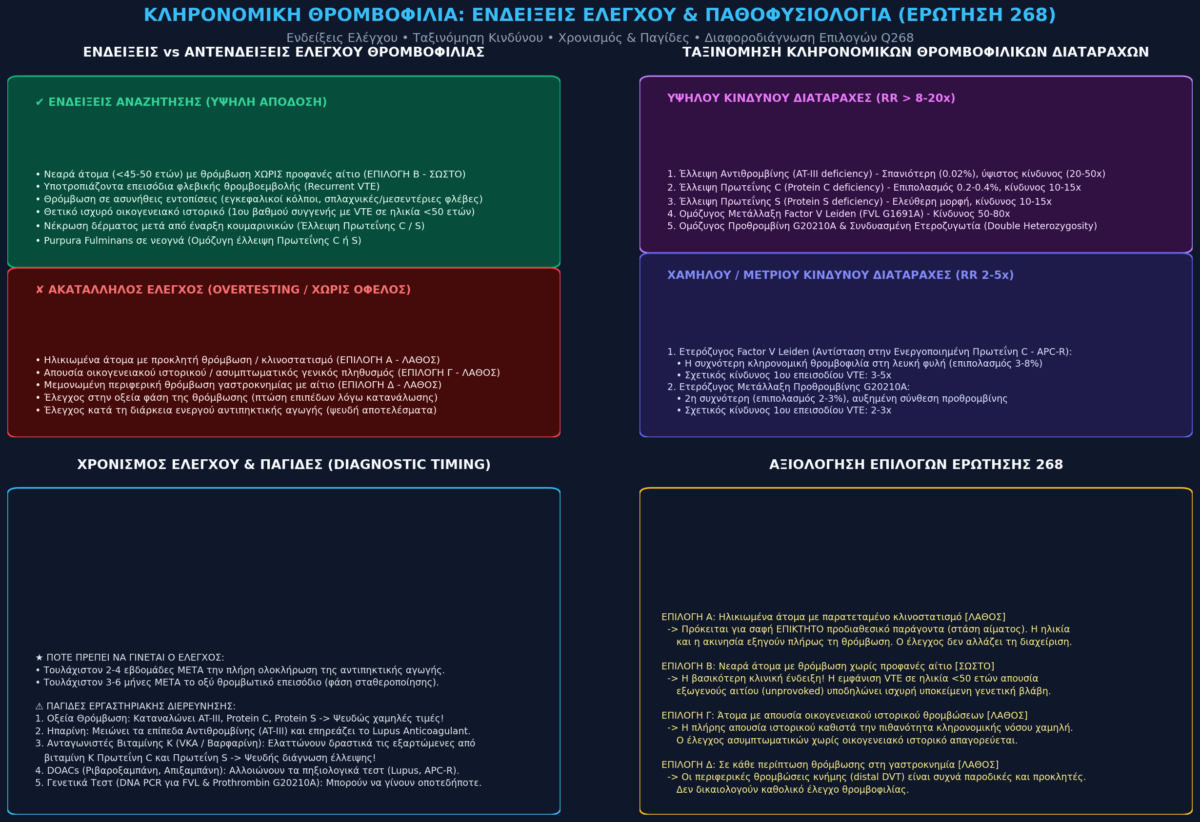 ΚΛΗΡΟΝΟΜΙΚΗ ΘΡΟΜΒΟΦΙΛΙΑ: ΕΝΔΕΙΞΕΙΣ ΕΛΕΓΧΟΥ & ΠΑΘΟΦΥΣΙΟΛΟΓΙΑ (ΕΡΩΤΗΣΗ 268)
Ενδείξεις Ελέγχου • Ταξινόμηση Κινδύνου • Χρονισμός & Παγίδες • Διαφοροδιάγνωση Επιλογών Q268
ΕΝΔΕΙΞΕΙΣ vs ΑΝΤΕΝΔΕΙΞΕΙΣ ΕΛΕΓΧΟΥ ΘΡΟΜΒΟΦΙΛΙΑΣ
✔ ΕΝΔΕΙΞΕΙΣ ΑΝΑΖΗΤΗΣΗΣ (ΥΨΗΛΗ ΑΠΟΔΟΣΗ)
• Νεαρά άτομα (<45-50 ετών) με θρόμβωση ΧΩΡΙΣ προφανές αίτιο (ΕΠΙΛΟΓΗ Β - ΣΩΣΤΟ)
• Υποτροπιάζοντα επεισόδια φλεβικής θρομβοεμβολής (Recurrent VTE)
• Θρόμβωση σε ασυνήθεις εντοπίσεις (εγκεφαλικοί κόλποι, σπλαχνικές/μεσεντέριες φλέβες)
• Θετικό ισχυρό οικογενειακό ιστορικό (1ου βαθμού συγγενής με VTE σε ηλικία <50 ετών)
• Νέκρωση δέρματος μετά από έναρξη κουμαρινικών (Έλλειψη Πρωτεΐνης C / S)
• Purpura Fulminans σε νεογνά (Ομόζυγη έλλειψη Πρωτεΐνης C ή S)
✘ ΑΚΑΤΑΛΛΗΛΟΣ ΕΛΕΓΧΟΣ (OVERTESTING / ΧΩΡΙΣ ΟΦΕΛΟΣ)
• Ηλικιωμένα άτομα με προκλητή θρόμβωση / κλινοστατισμό (ΕΠΙΛΟΓΗ Α - ΛΑΘΟΣ)
• Απουσία οικογενειακού ιστορικού / ασυμπτωματικός γενικός πληθυσμός (ΕΠΙΛΟΓΗ Γ - ΛΑΘΟΣ)
• Μεμονωμένη περιφερική θρόμβωση γαστροκνημίας με αίτιο (ΕΠΙΛΟΓΗ Δ - ΛΑΘΟΣ)
• Έλεγχος στην οξεία φάση της θρόμβωσης (πτώση επιπέδων λόγω κατανάλωσης)
• Έλεγχος κατά τη διάρκεια ενεργού αντιπηκτικής αγωγής (ψευδή αποτελέσματα)
ΤΑΞΙΝΟΜΗΣΗ ΚΛΗΡΟΝΟΜΙΚΩΝ ΘΡΟΜΒΟΦΙΛΙΚΩΝ ΔΙΑΤΑΡΑΧΩΝ
ΥΨΗΛΟΥ ΚΙΝΔΥΝΟΥ ΔΙΑΤΑΡΑΧΕΣ (RR > 8-20x)
1. Έλλειψη Αντιθρομβίνης (AT-III deficiency) - Σπανιότερη (0.02%), ύψιστος κίνδυνος (20-50x)
2. Έλλειψη Πρωτεΐνης C (Protein C deficiency) - Επιπολασμός 0.2-0.4%, κίνδυνος 10-15x
3. Έλλειψη Πρωτεΐνης S (Protein S deficiency) - Ελεύθερη μορφή, κίνδυνος 10-15x
4. Ομόζυγος Μετάλλαξη Factor V Leiden (FVL G1691A) - Κίνδυνος 50-80x
5. Ομόζυγος Προθρομβίνη G20210A & Συνδυασμένη Ετεροζυγωτία (Double Heterozygosity)
ΧΑΜΗΛΟΥ / ΜΕΤΡΙΟΥ ΚΙΝΔΥΝΟΥ ΔΙΑΤΑΡΑΧΕΣ (RR 2-5x)
1. Ετερόζυγος Factor V Leiden (Αντίσταση στην Ενεργοποιημένη Πρωτεΐνη C - APC-R):
• Η συχνότερη κληρονομική θρομβοφιλία στη λευκή φυλή (επιπολασμός 3-8%)
• Σχετικός κίνδυνος 1ου επεισοδίου VTE: 3-5x
2. Ετερόζυγος Μετάλλαξη Προθρομβίνης G20210A:
• 2η συχνότερη (επιπολασμός 2-3%), αυξημένη σύνθεση προθρομβίνης
• Σχετικός κίνδυνος 1ου επεισοδίου VTE: 2-3x
ΧΡΟΝΙΣΜΟΣ ΕΛΕΓΧΟΥ & ΠΑΓΙΔΕΣ (DIAGNOSTIC TIMING)
★ ΠΟΤΕ ΠΡΕΠΕΙ ΝΑ ΓΙΝΕΤΑΙ Ο ΕΛΕΓΧΟΣ:
• Τουλάχιστον 2-4 εβδομάδες ΜΕΤΑ την πλήρη ολοκλήρωση της αντιπηκτικής αγωγής.
• Τουλάχιστον 3-6 μήνες ΜΕΤΑ το οξύ θρομβωτικό επεισόδιο (φάση σταθεροποίησης).
⚠ ΠΑΓΙΔΕΣ ΕΡΓΑΣΤΗΡΙΑΚΗΣ ΔΙΕΡΕΥΝΗΣΗΣ:
1. Οξεία Θρόμβωση: Καταναλώνει AT-III, Protein C, Protein S -> Ψευδώς χαμηλές τιμές!
2. Ηπαρίνη: Μειώνει τα επίπεδα Αντιθρομβίνης (AT-III) και επηρεάζει το Lupus Anticoagulant.
3. Ανταγωνιστές Βιταμίνης Κ (VKA / Βαρφαρίνη): Ελαττώνουν δραστικά τις εξαρτώμενες από
βιταμίνη Κ Πρωτεΐνη C και Πρωτεΐνη S -> Ψευδής διάγνωση έλλειψης!
4. DOACs (Ριβαροξαμπάνη, Απιξαμπάνη): Αλλοιώνουν τα πηξιολογικά τεστ (Lupus, APC-R).
5. Γενετικά Τεστ (DNA PCR για FVL & Prothrombin G20210A): Μπορούν να γίνουν οποτεδήποτε.
ΑΞΙΟΛΟΓΗΣΗ ΕΠΙΛΟΓΩΝ ΕΡΩΤΗΣΗΣ 268
ΕΠΙΛΟΓΗ Α: Ηλικιωμένα άτομα με παρατεταμένο κλινοστατισμό [ΛΑΘΟΣ]
-> Πρόκειται για σαφή ΕΠΙΚΤΗΤΟ προδιαθεσικό παράγοντα (στάση αίματος). Η ηλικία
και η ακινησία εξηγούν πλήρως τη θρόμβωση. Ο έλεγχος δεν αλλάζει τη διαχείριση.
ΕΠΙΛΟΓΗ Β: Νεαρά άτομα με θρόμβωση χωρίς προφανές αίτιο [ΣΩΣΤΟ]
-> Η βασικότερη κλινική ένδειξη! Η εμφάνιση VTE σε ηλικία <50 ετών απουσία
εξωγενούς αιτίου (unprovoked) υποδηλώνει ισχυρή υποκείμενη γενετική βλάβη.
ΕΠΙΛΟΓΗ Γ: Άτομα με απουσία οικογενειακού ιστορικού θρομβώσεων [ΛΑΘΟΣ]
-> Η πλήρης απουσία ιστορικού καθιστά την πιθανότητα κληρονομικής νόσου χαμηλή.
Ο έλεγχος ασυμπτωματικών χωρίς οικογενειακό ιστορικό απαγορεύεται.
ΕΠΙΛΟΓΗ Δ: Σε κάθε περίπτωση θρόμβωσης στη γαστροκνημία [ΛΑΘΟΣ]
-> Οι περιφερικές θρομβώσεις κνήμης (distal DVT) είναι συχνά παροδικές και προκλητές.
Δεν δικαιολογούν καθολικό έλεγχο θρομβοφιλίας.